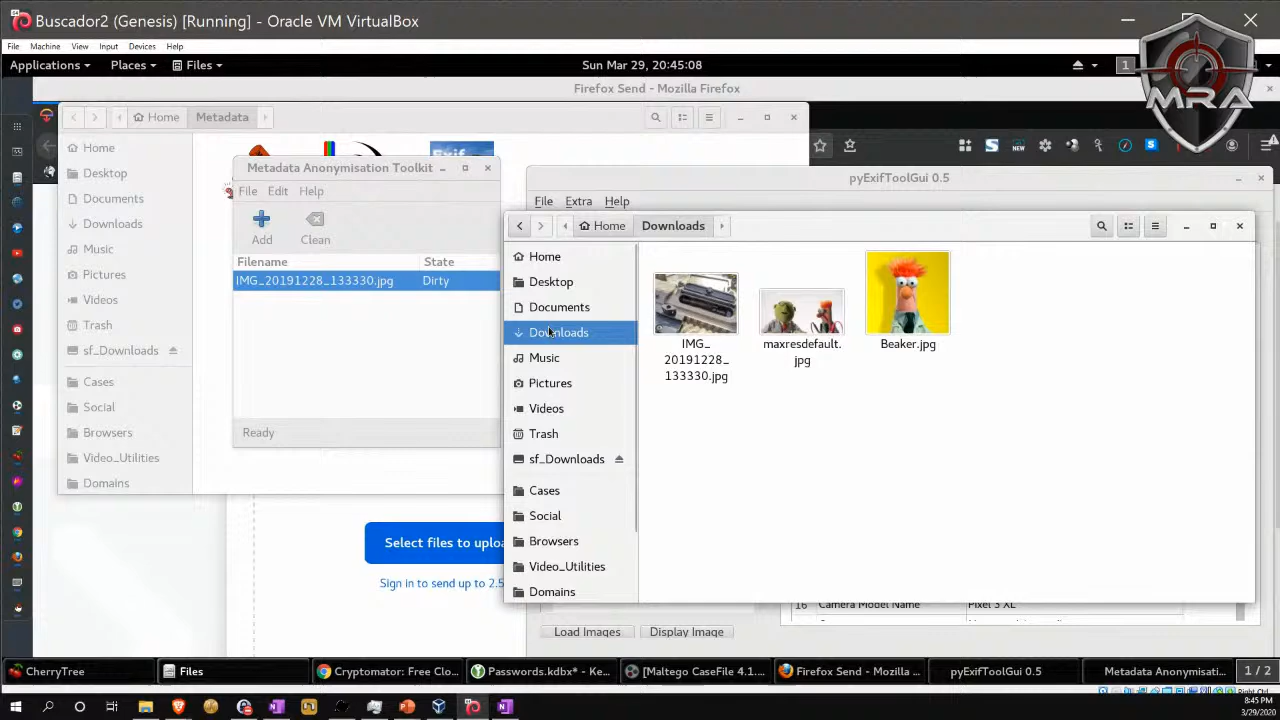 Buscador2 (Genesis) [Running] - Oracle VM VirtualBox
File Machine View Input Devices Help
Applications Places Files Sun Mar 29, 20:45:08 1
MRA
Firefox Send - Mozilla Firefox
Home Metadata
Home
Desktop
Documents
Downloads
Music
Pictures
Videos
Trash
sf_Downloads
Cases
Social
Browsers
Video_Utilities
Domains
Metadata Anonymisation Toolkit
File Edit Help
Add Clean
Filename State
IMG_20191228_133330.jpg Dirty
Ready
Select files to uploa
Sign in to send up to 2.5
pyExifToolGui 0.5
File Extra Help
Home Downloads
Home
Desktop
Documents
Downloads
Music
Pictures
Videos
Trash
sf_Downloads
Cases
Social
Browsers
Video_Utilities
Domains
IMG_
20191228_
133330.jpg
maxresdefault.
jpg
Beaker.jpg
16 Camera Model Name Pixel 3 XL
Load Images Display Image
CherryTree Files Cryptomator: Free Clo... Passwords.kdbx* - Ke... [Maltego CaseFile 4.1.... Firefox Send - Mozilla ... pyExifToolGui 0.5 Metadata Anonymisati... 1 / 2
Right Ctrl
8:45 PM
3/29/2020